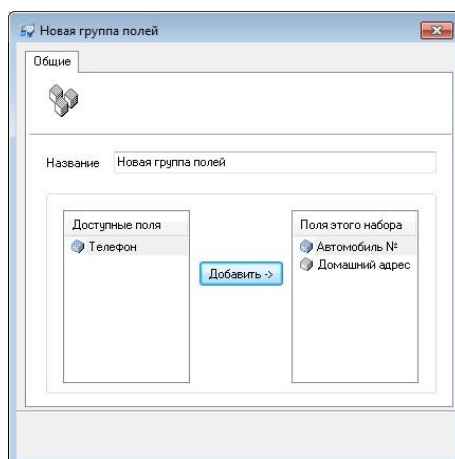 Новая группа полей
Общие
Название Новая группа полей
Доступные поля
Телефон
Добавить ->
Поля этого набора
Автомобиль №
Домашний адрес